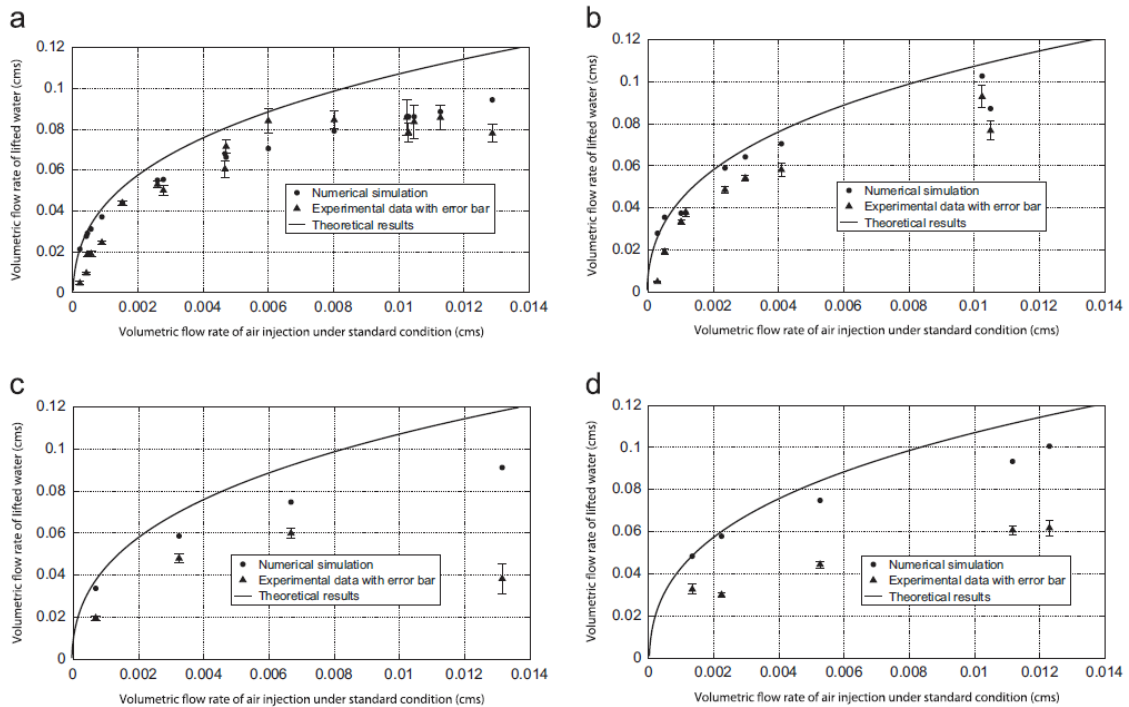 a
0.12
0.1
0.08
0.06
0.04
0.02
0
Volumetric flow rate of lifted water (cms)
Numerical simulation
Experimental data with error bar
Theoretical results
0 0.002 0.004 0.006 0.008 0.01 0.012 0.014
Volumetric flow rate of air injection under standard condition (cms)
b
0.12
0.1
0.08
0.06
0.04
0.02
0
Volumetric flow rate of lifted water (cms)
Numerical simulation
Experimental data with error bar
Theoretical results
0 0.002 0.004 0.006 0.008 0.01 0.012 0.014
Volumetric flow rate of air injection under standard condition (cms)
c
0.12
0.1
0.08
0.06
0.04
0.02
0
Volumetric flow rate of lifted water (cms)
Numerical simulation
Experimental data with error bar
Theoretical results
0 0.002 0.004 0.006 0.008 0.01 0.012 0.014
Volumetric flow rate of air injection under standard condition (cms)
d
0.12
0.1
0.08
0.06
0.04
0.02
0
Volumetric flow rate of lifted water (cms)
Numerical simulation
Experimental data with error bar
Theoretical results
0 0.002 0.004 0.006 0.008 0.01 0.012 0.014
Volumetric flow rate of air injection under standard condition (cms)